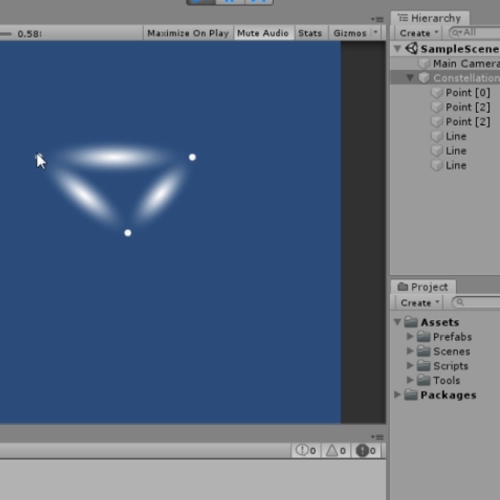 Hierarchy
0.58:
Maximize On Play
Mute Audio
Stats
Gizmos
Create
All
SampleScene
Main Camera
Constellation
Point [0]
Point [2]
Point [2]
Line
Line
Line
Project
Create
Assets
Prefabs
Scenes
Scripts
Tools
Packages
0
0
0